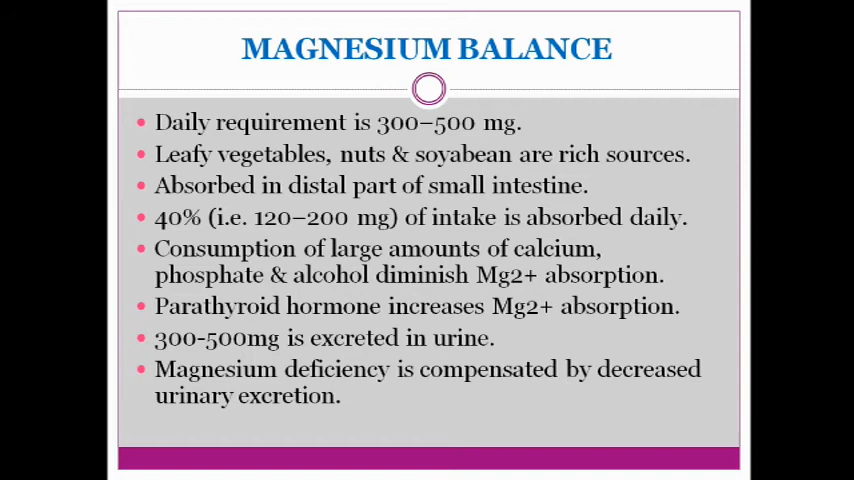 MAGNESIUM BALANCE
• Daily requirement is 300–500 mg.
• Leafy vegetables, nuts & soyabean are rich sources.
• Absorbed in distal part of small intestine.
• 40% (i.e. 120–200 mg) of intake is absorbed daily.
• Consumption of large amounts of calcium,
phosphate & alcohol diminish Mg2+ absorption.
• Parathyroid hormone increases Mg2+ absorption.
• 300-500mg is excreted in urine.
• Magnesium deficiency is compensated by decreased
urinary excretion.